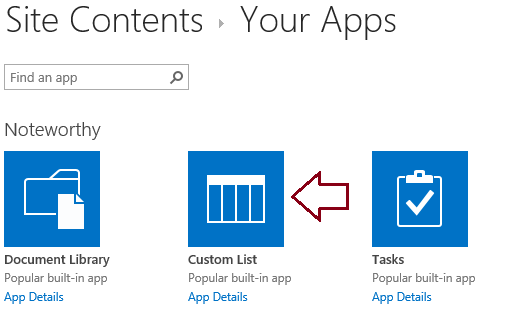 Site Contents ▸ Your Apps
Find an app
Noteworthy
Document Library
Popular built-in app
App Details
Custom List
Popular built-in app
App Details
Tasks
Popular built-in app
App Details